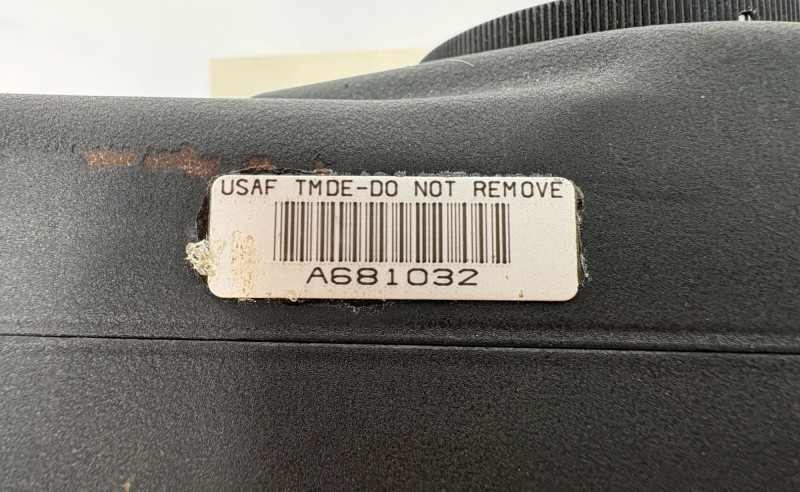 USAF TMDE-DO NOT REMOVE
A681032